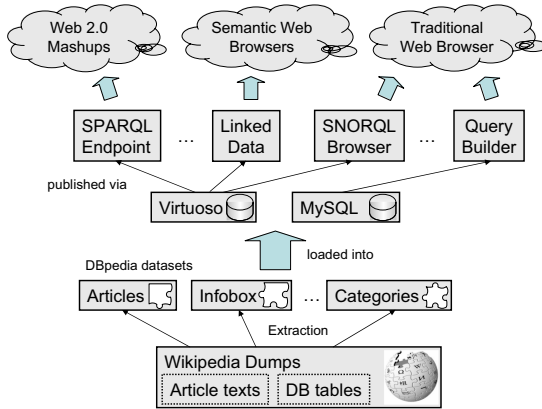 Web 2.0
Mashups
Semantic Web
Browsers
Traditional
Web Browser
SPARQL
Endpoint
...
Linked
Data
SNORQL
Browser
...
Query
Builder
published via
Virtuoso
MySQL
loaded into
DBpedia datasets
Articles
Infobox
...
Categories
Extraction
Wikipedia Dumps
Article texts
DB tables